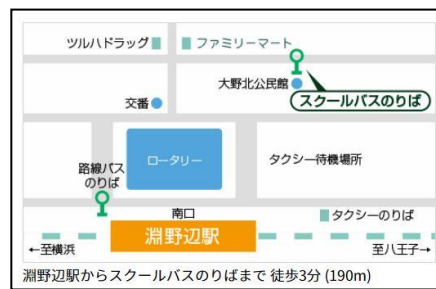 ツルハドラッグ
ファミリーマート
大野北公民館
スクールバスのりば
交番
ロータリー
タクシー待機場所
路線バス
のりば
南口
タクシーのりば
淵野辺駅
←至横浜
至八王子→
淵野辺駅からスクールバスのりばまで 徒歩3分 (190m)